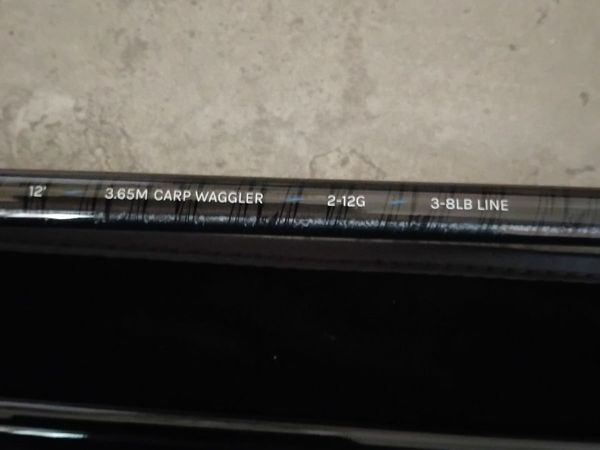 12' - 3.65M CARP WAGGLER - 2-12G - 3-8LB LINE